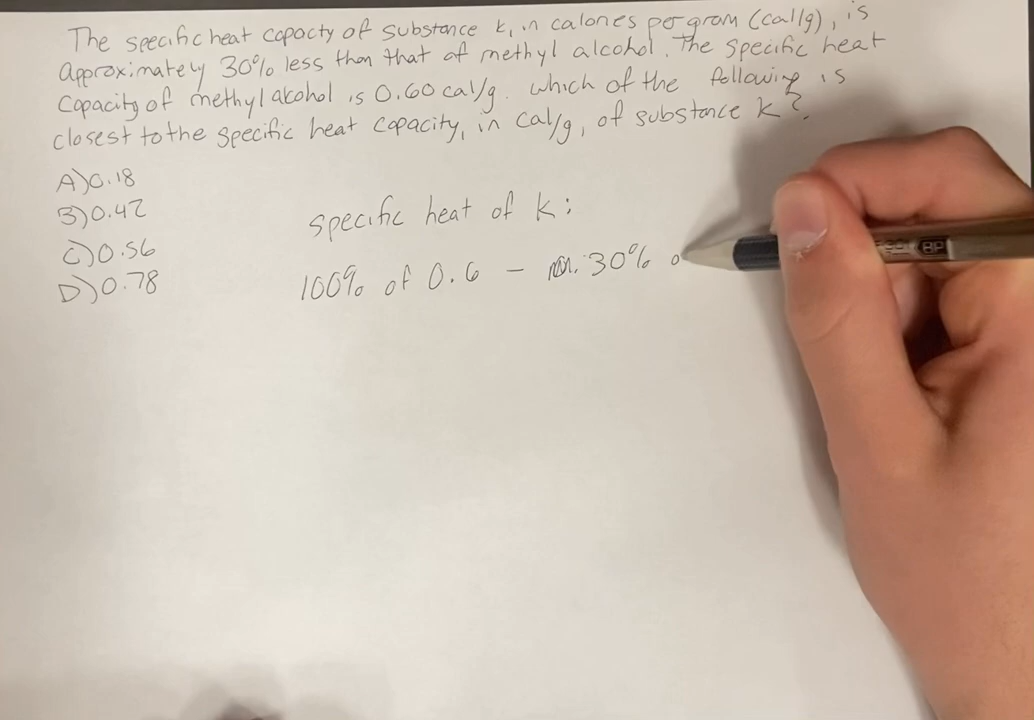 The specific heat capacty of substance k, in calories per gram (cal/g), is
approximately 30% less than that of methyl alcohol. The specific heat
capacity of methyl alcohol is 0.60 cal/g. which of the following is
closest to the specific heat capacity, in cal/g, of substance k?
A) 0.18
B) 0.42
C) 0.56
D) 0.78
specific heat of k:
100% of 0.6 - 30% o
BP